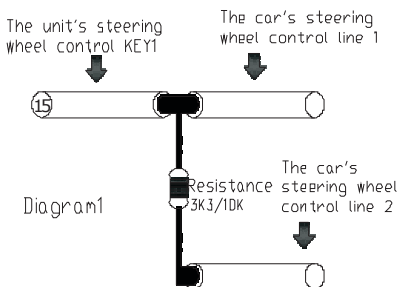 The unit's steering
wheel control KEY1
The car's steering
wheel control line 1
15
Resistance
3K3/1DK
The car's
steering wheel
control line 2
Diagram1